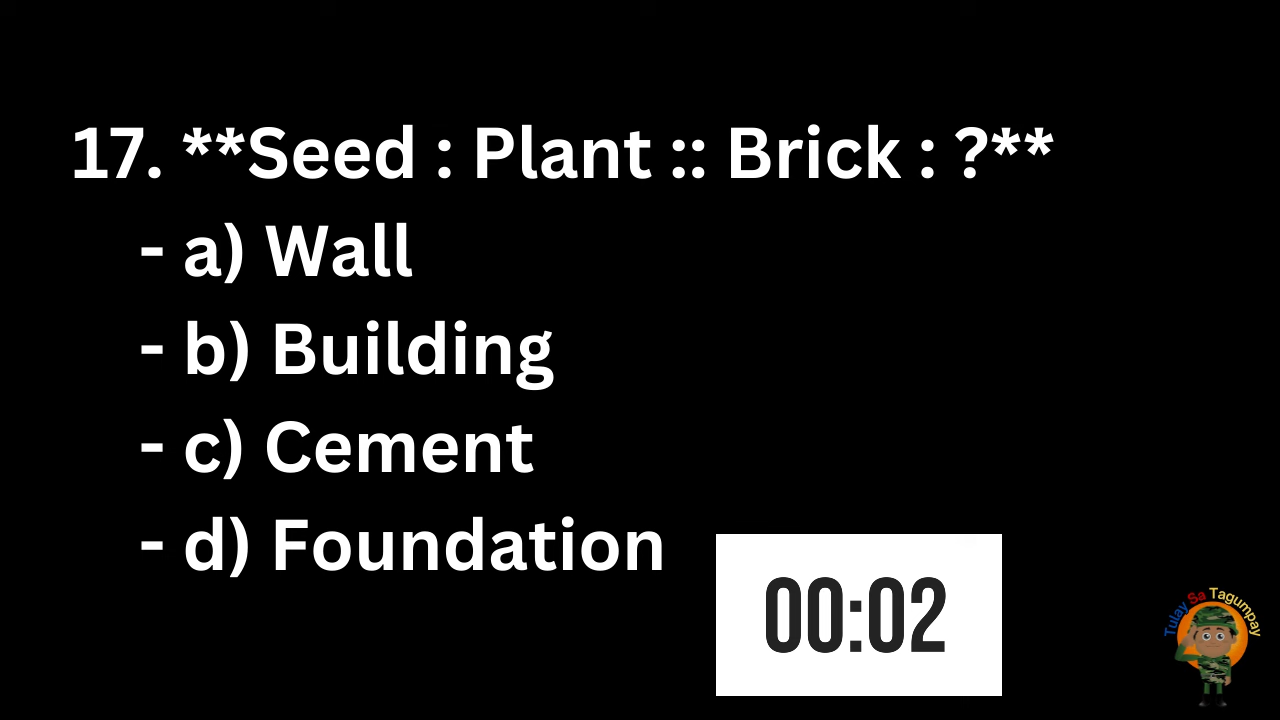 17. **Seed : Plant :: Brick : ?**
- a) Wall
- b) Building
- c) Cement
- d) Foundation
00:02
Tulay Sa Tagumpay